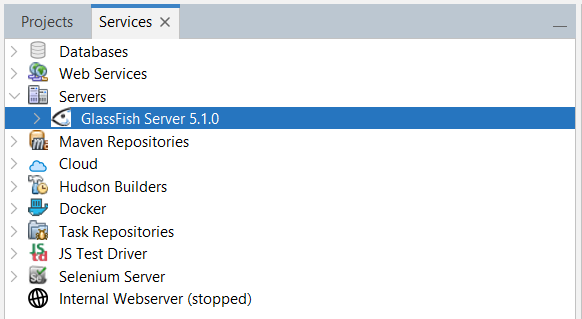 Projects
Services
Databases
Web Services
Servers
GlassFish Server 5.1.0
Maven Repositories
Cloud
Hudson Builders
Docker
Task Repositories
JS Test Driver
Selenium Server
Internal Webserver (stopped)